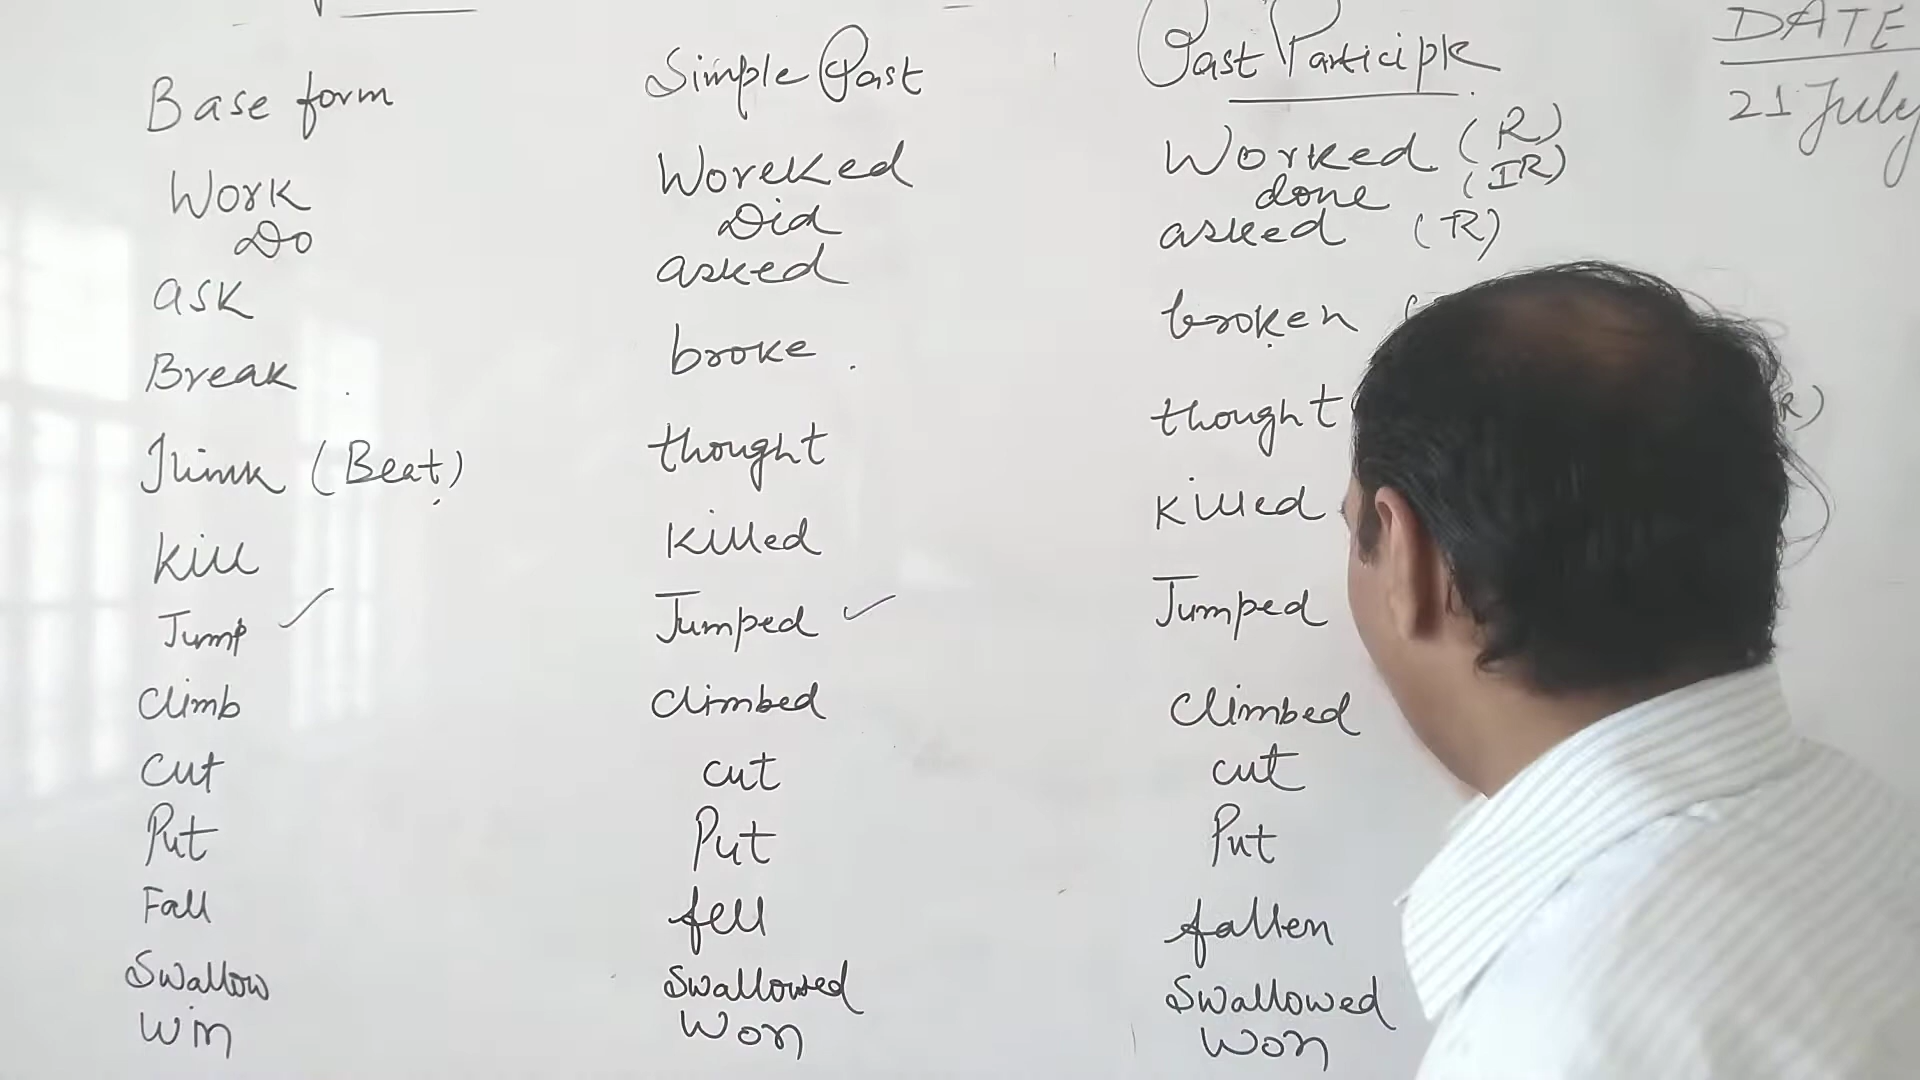 DATE
21 July
Base form Simple Past Past Participle
Work Woreked Worked (R)
Do Did done (IR)
ask asked asked (R)
Break broke broken (
Think (Beat) thought thought R)
Kill Killed Killed
Jump ✓ Jumped ✓ Jumped
Climb Climbed Climbed
cut cut cut
Put Put Put
Fall fell fallen
Swallow Swallowed Swallowed
Win Won Won